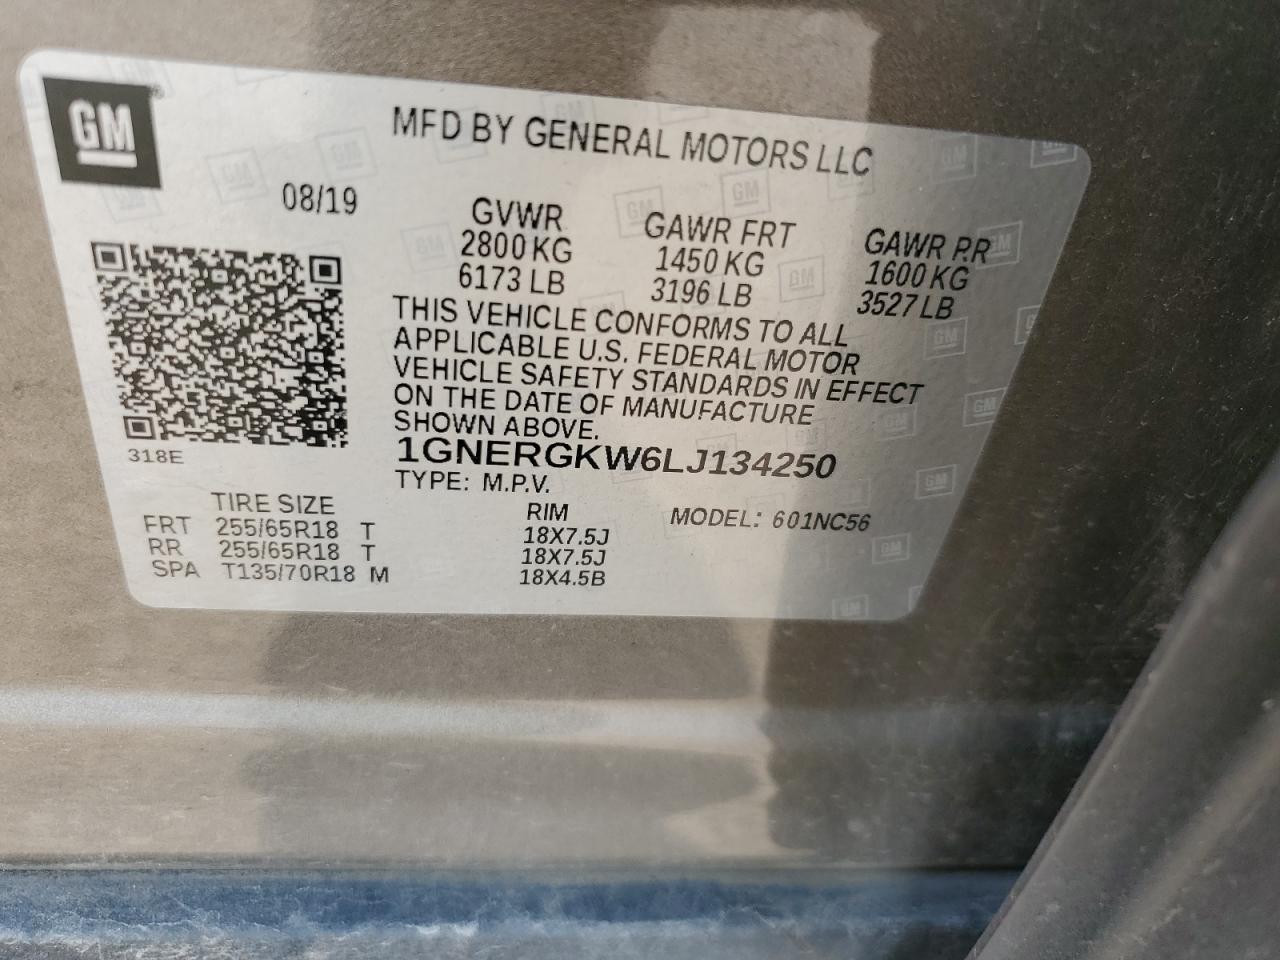 GM
MFD BY GENERAL MOTORS LLC
08/19
GVWR
2800 KG
6173 LB
GAWR FRT
1450 KG
3196 LB
GAWR RR
1600 KG
3527 LB
THIS VEHICLE CONFORMS TO ALL
APPLICABLE U.S. FEDERAL MOTOR
VEHICLE SAFETY STANDARDS IN EFFECT
ON THE DATE OF MANUFACTURE
SHOWN ABOVE.
1GNERGKW6LJ134250
TYPE: M.P.V.
MODEL: 601NC56
318E
TIRE SIZE RIM
FRT 255/65R18 T 18X7.5J
RR 255/65R18 T 18X7.5J
SPA T135/70R18 M 18X4.5B